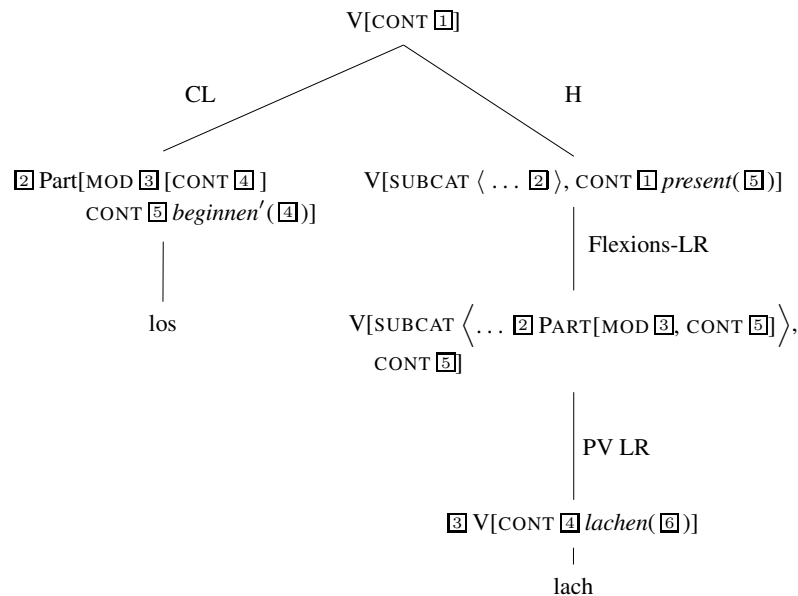 V[CONT 1]
CL H
2 Part[MOD 3 [CONT 4 ] V[SUBCAT ⟨ … 2 ⟩, CONT 1 present( 5 )]
CONT 5 beginnen′( 4 )]
Flexions-LR
los V[SUBCAT ⟨ … 2 PART[MOD 3, CONT 5 ] ⟩,
CONT 5]
PV LR
3 V[CONT 4 lachen( 6 )]
lach